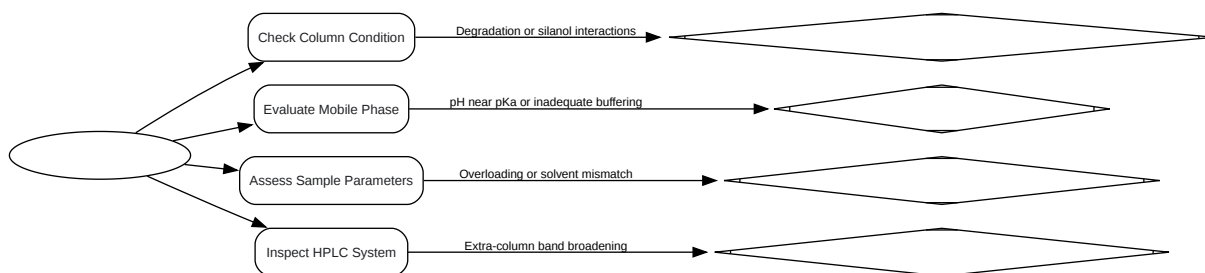 Check Column Condition
Degradation or silanol interactions
Evaluate Mobile Phase
pH near pKa or inadequate buffering
Assess Sample Parameters
Overloading or solvent mismatch
Inspect HPLC System
Extra-column band broadening